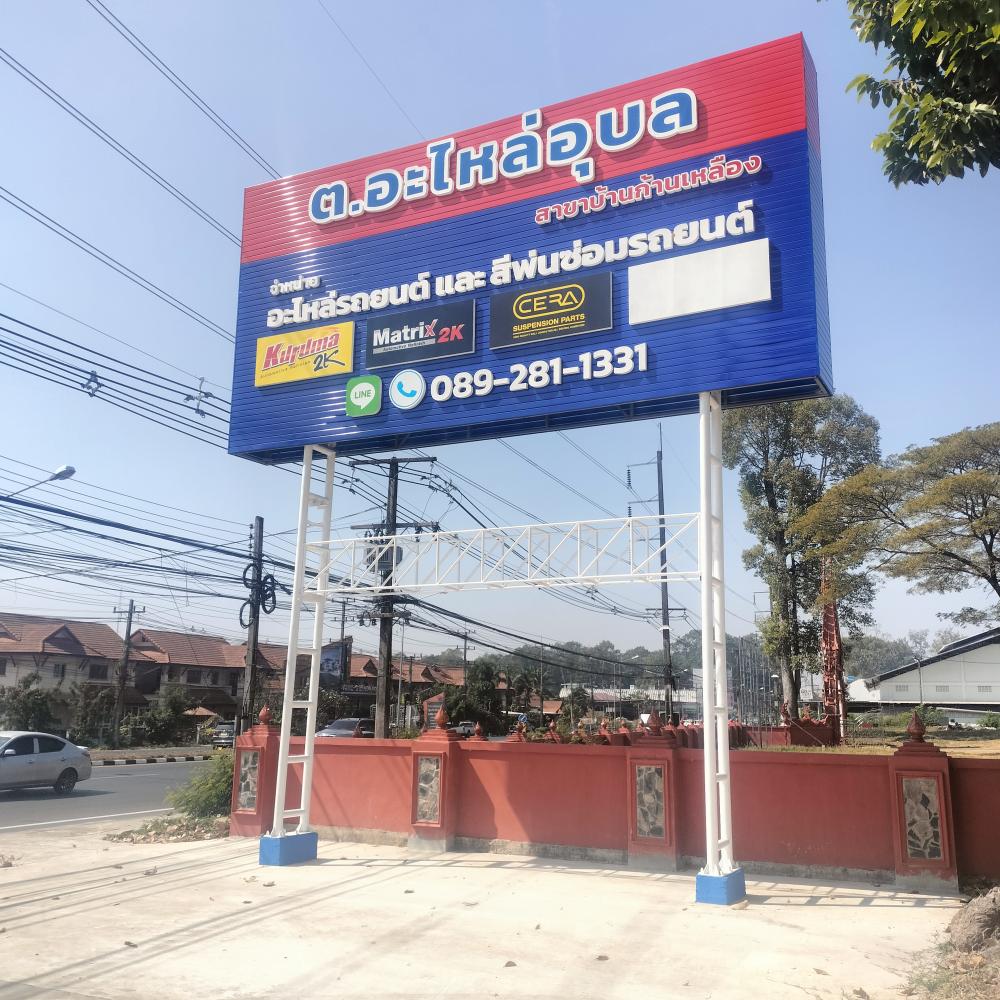 ต.อะไหล่อุบล
สาขาบ้านก้านเหลือง
จำหน่าย
อะไหล่รถยนต์ และ สีพ่นซ่อมรถยนต์
Kuruma 2K
MatriX 2K
CERA
SUSPENSION PARTS
LINE
089-281-1331